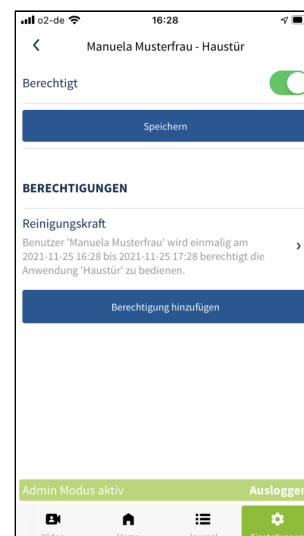 o2-de 16:28
Manuela Musterfrau - Haustür
Berechtigt
Speichern
BERECHTIGUNGEN
Reinigungskraft
Benutzer 'Manuela Musterfrau' wird einmalig am
2021-11-25 16:28 bis 2021-11-25 17:28 berechtigt die
Anwendung 'Haustür' zu bedienen.
Berechtigung hinzufügen
Admin Modus aktiv Ausloggen